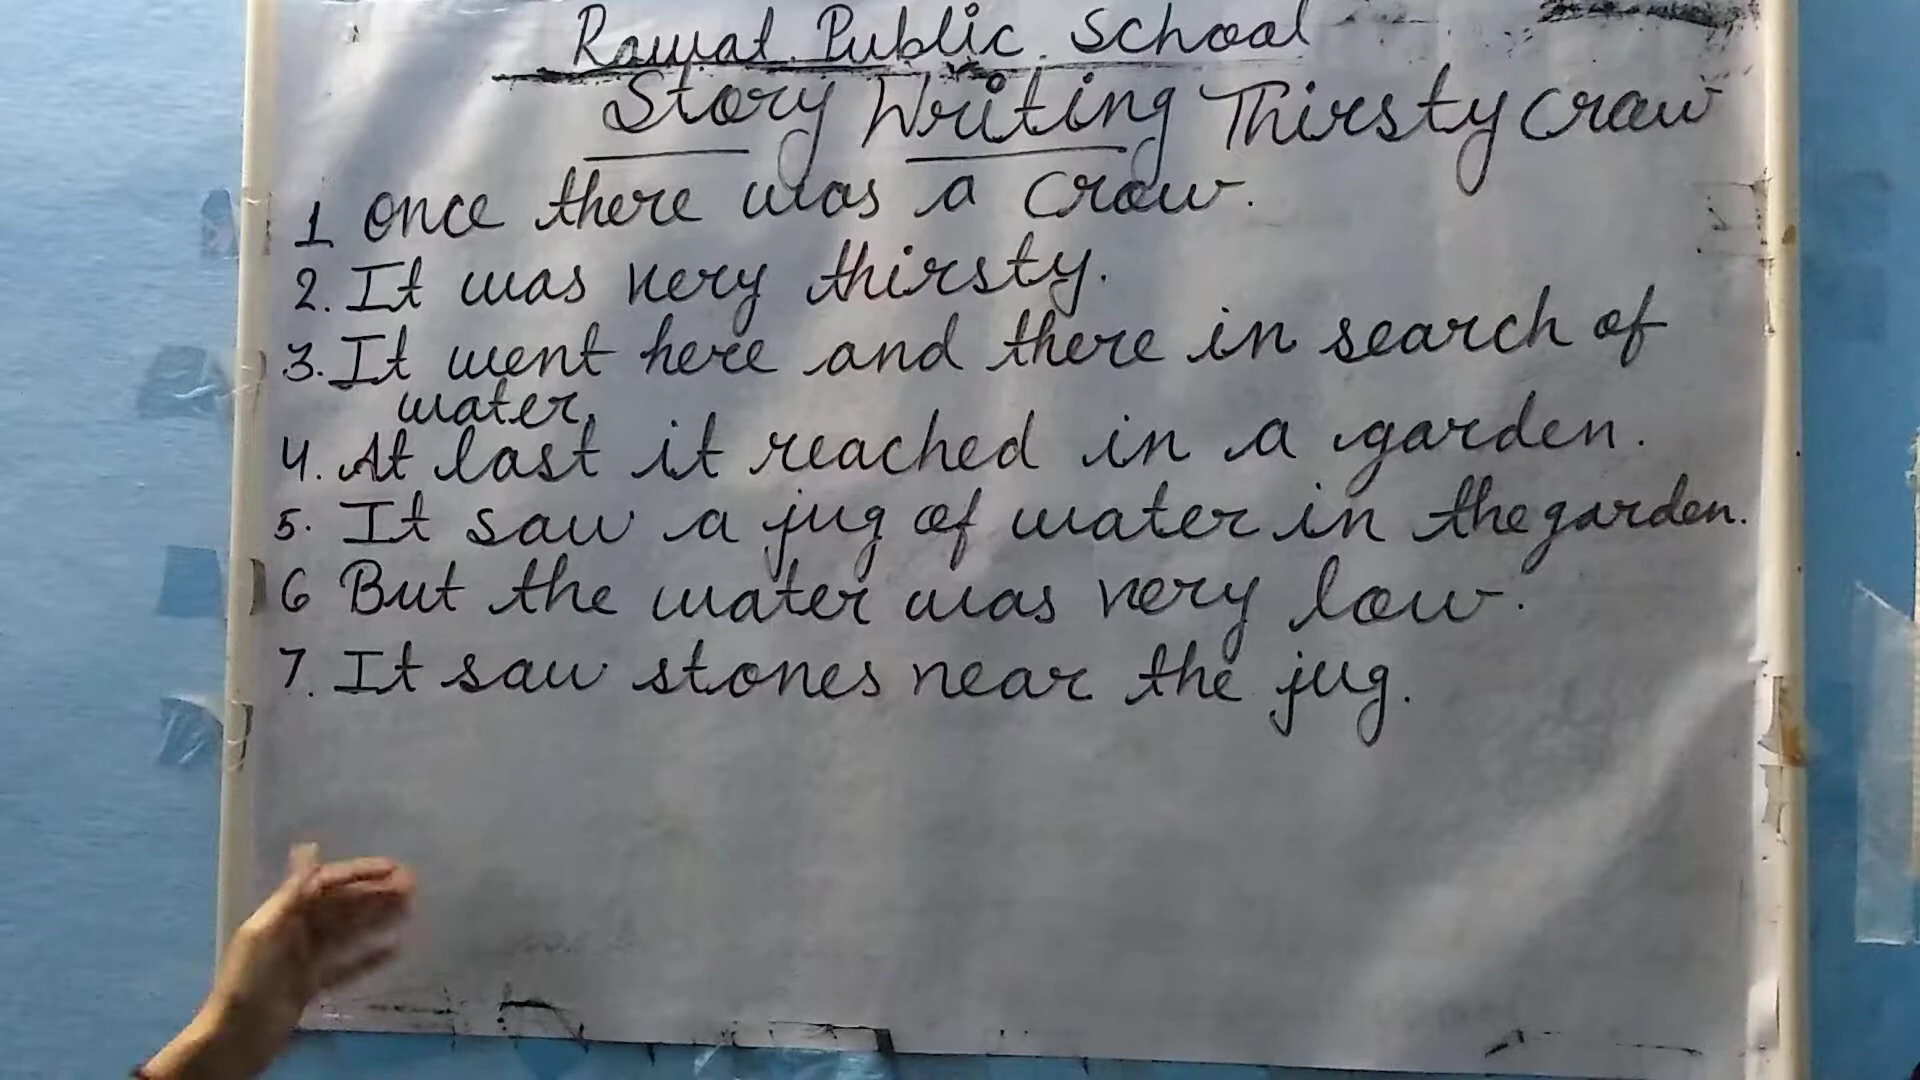 Rawat Public School
Story Writing Thirsty Crow
1 Once there was a Crow.
2. It was very thirsty.
3. It went here and there in search of
water.
4. At last it reached in a garden.
5. It saw a jug of water in the garden.
6 But the water was very low.
7. It saw stones near the jug.